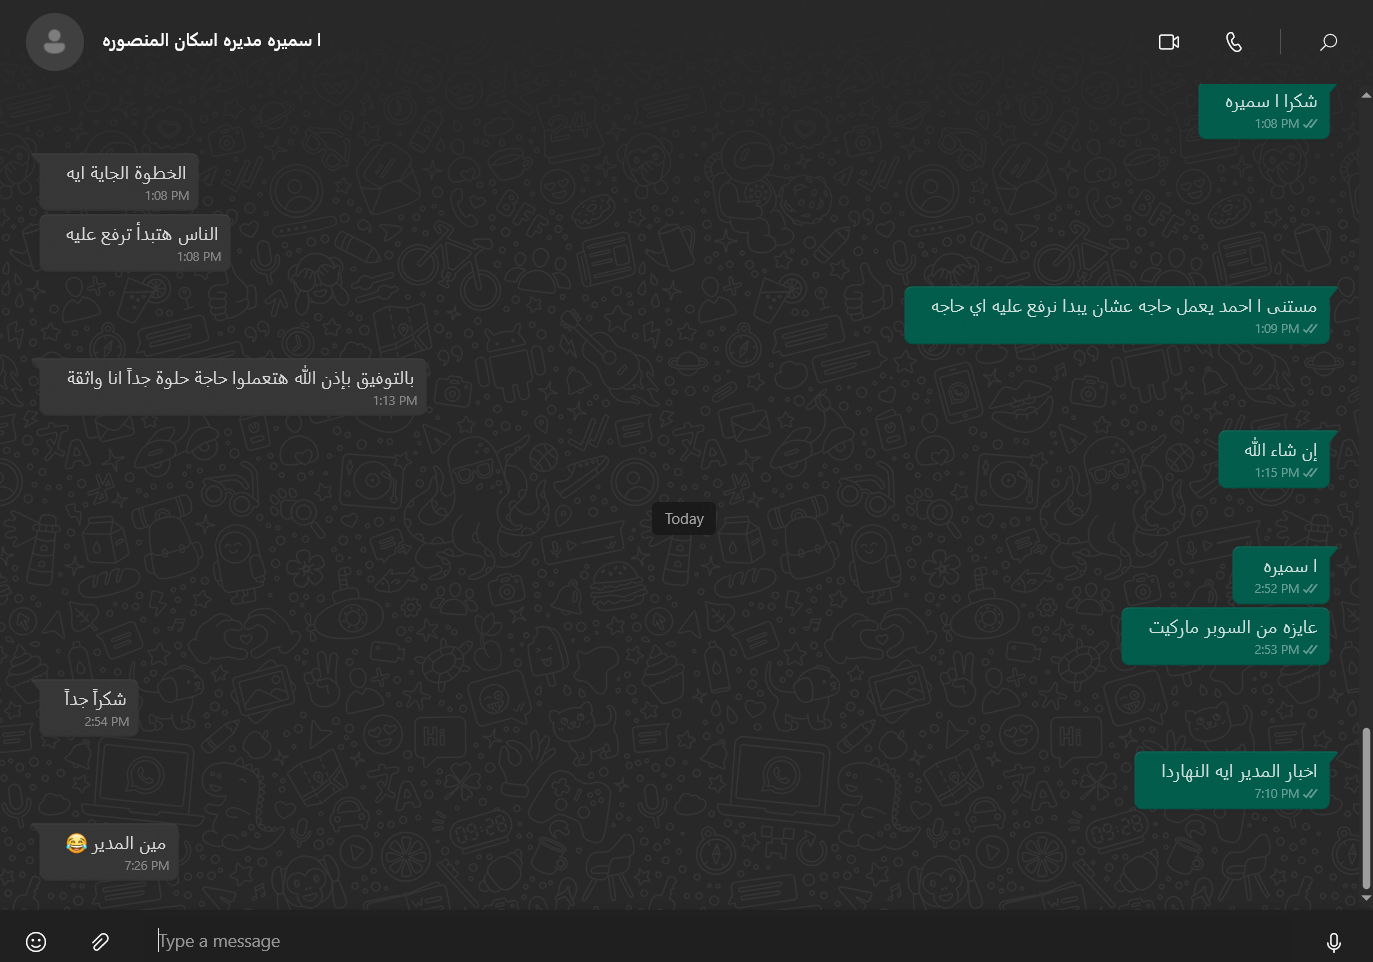 ا سميره مديره اسكان المنصوره
شكرا ا سميره
1:08 PM
الخطوة الجاية ايه
1:08 PM
الناس هتبدأ ترفع عليه
1:08 PM
مستنى ا احمد يعمل حاجه عشان يبدا نرفع عليه اي حاجه
1:09 PM
بالتوفيق بإذن الله هتعملوا حاجة حلوة جداً انا واثقة
1:13 PM
إن شاء الله
1:15 PM
Today
ا سميره
2:52 PM
عايزه من السوبر ماركيت
2:53 PM
شكراً جداً
2:54 PM
اخبار المدير ايه النهاردا
7:10 PM
مين المدير 😂
7:26 PM
Type a message